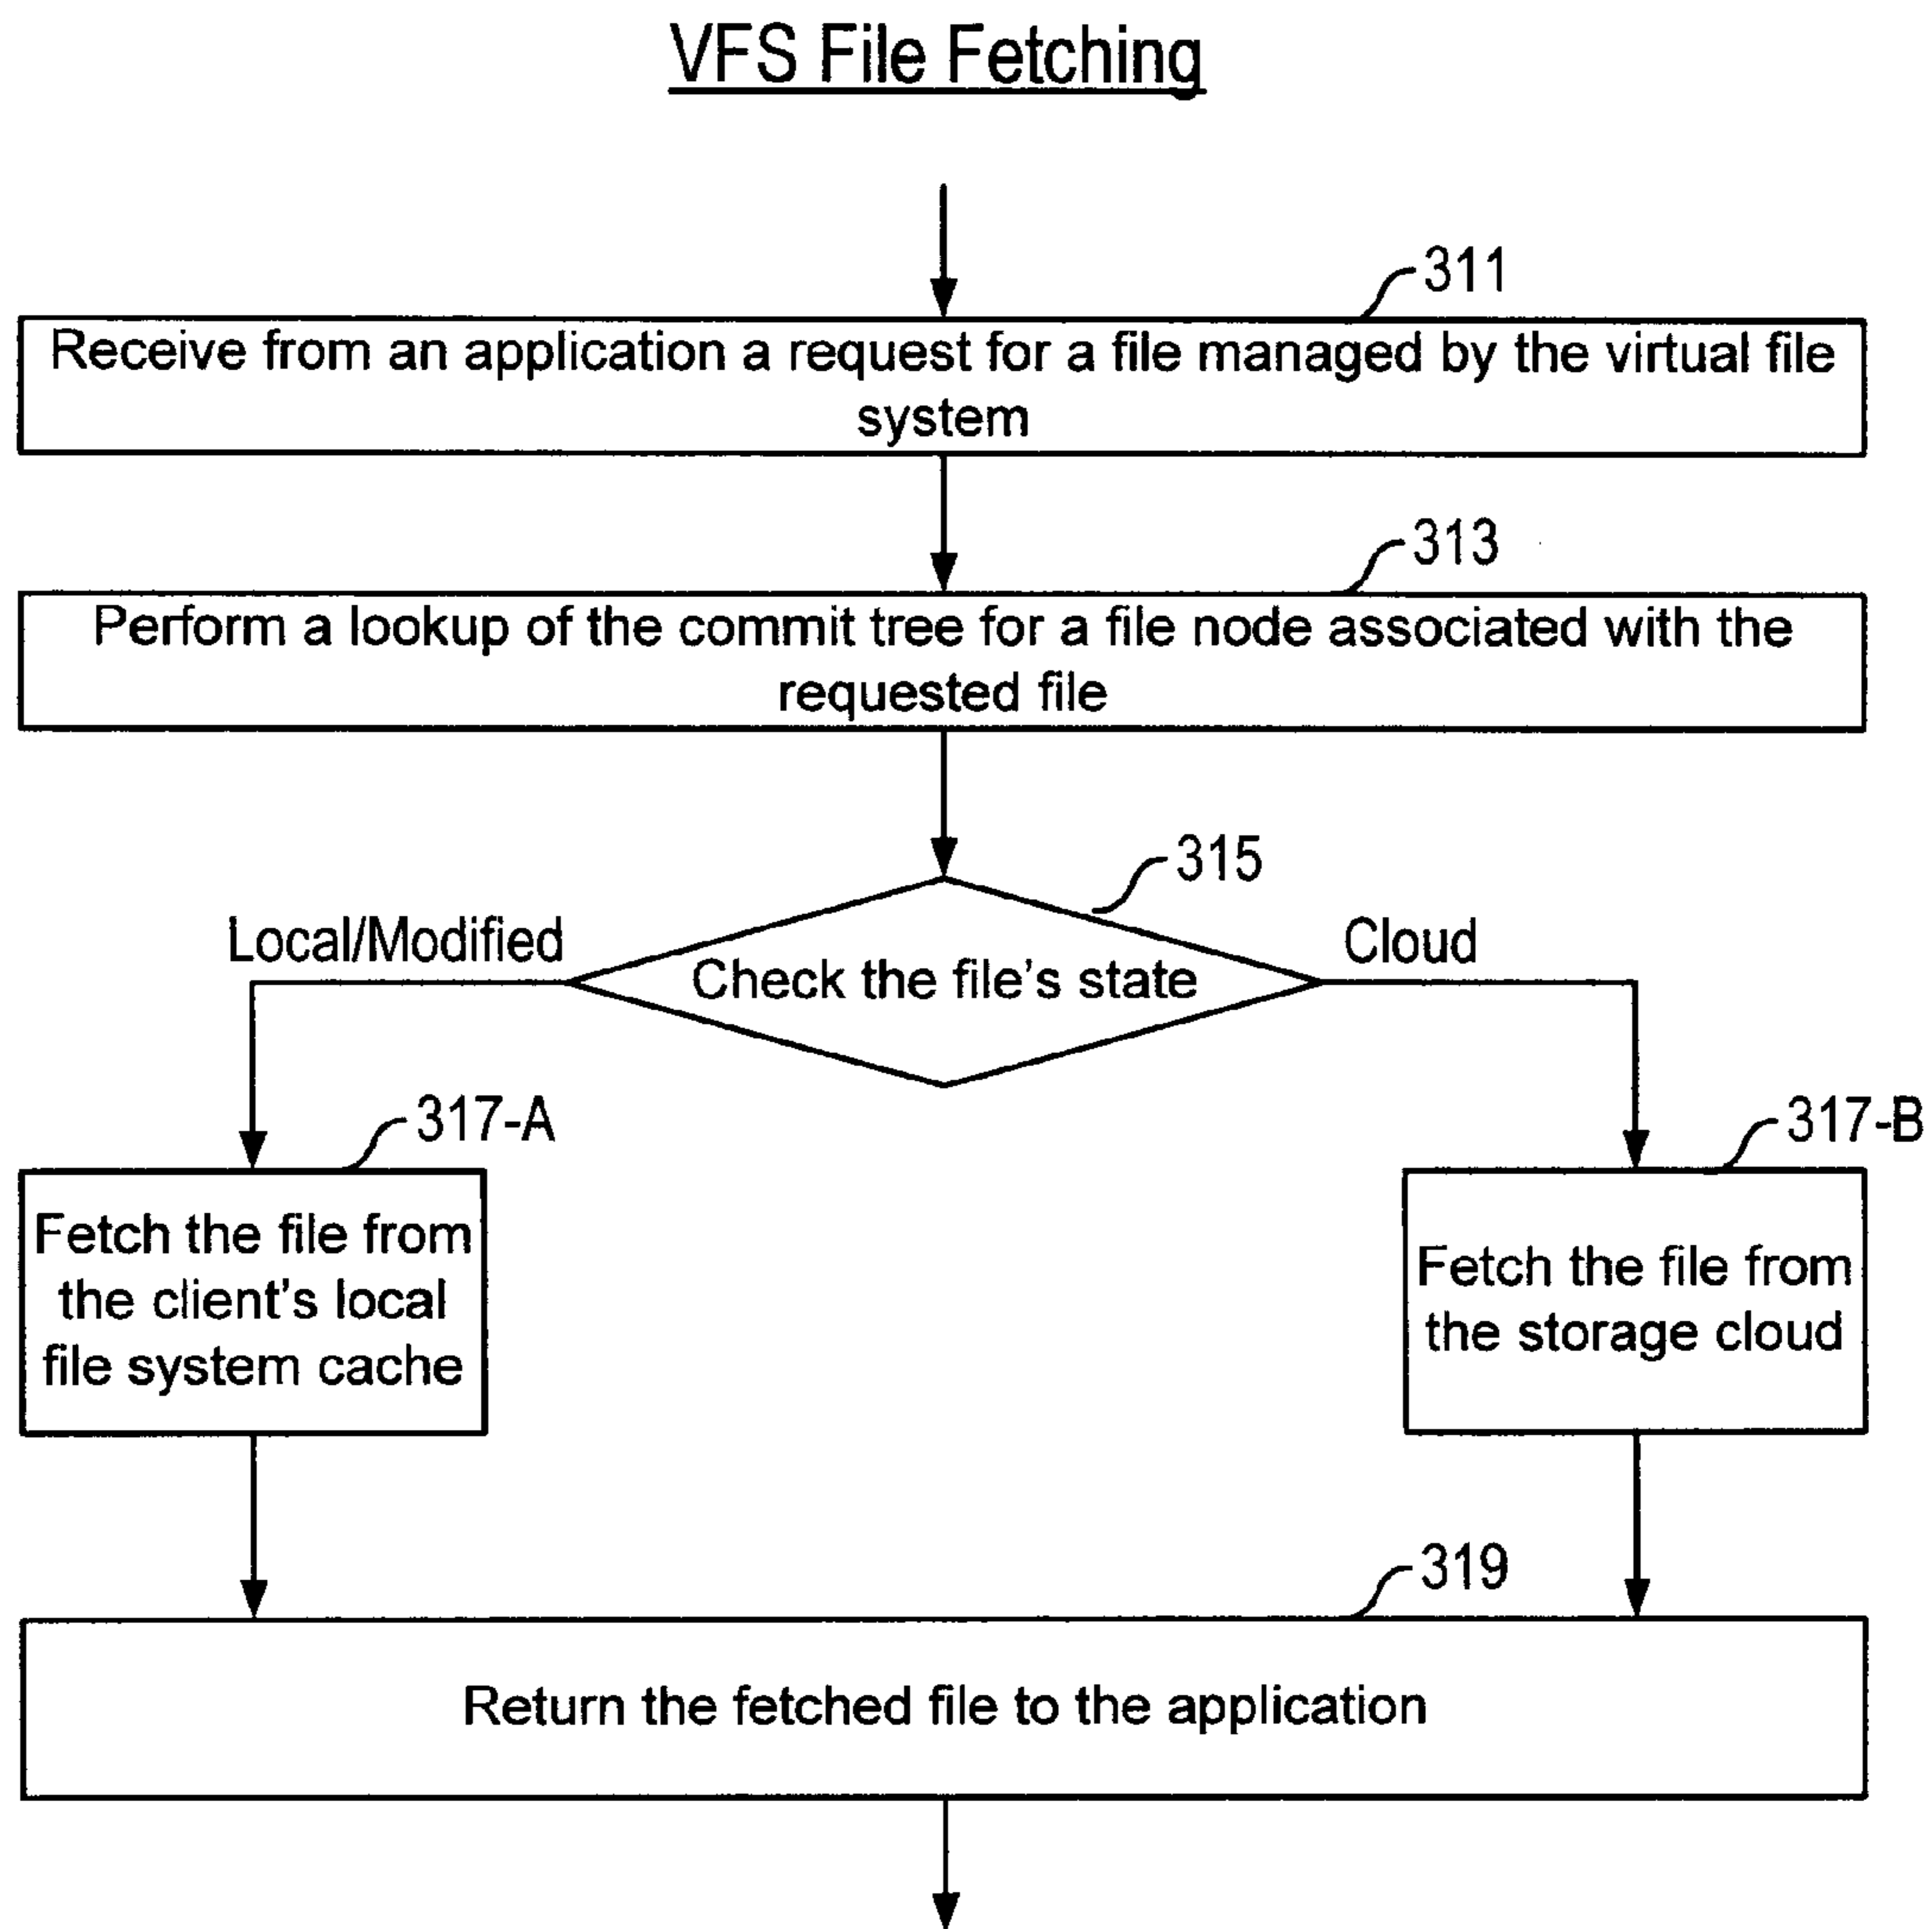 VFS File Fetching
311
Receive from an application a request for a file managed by the virtual file
system
313
Perform a lookup of the commit tree for a file node associated with the
requested file
315
Local/Modified
Cloud
Check the file's state
317-A
317-B
Fetch the file from
the client's local
file system cache
Fetch the file from
the storage cloud
319
Return the fetched file to the application